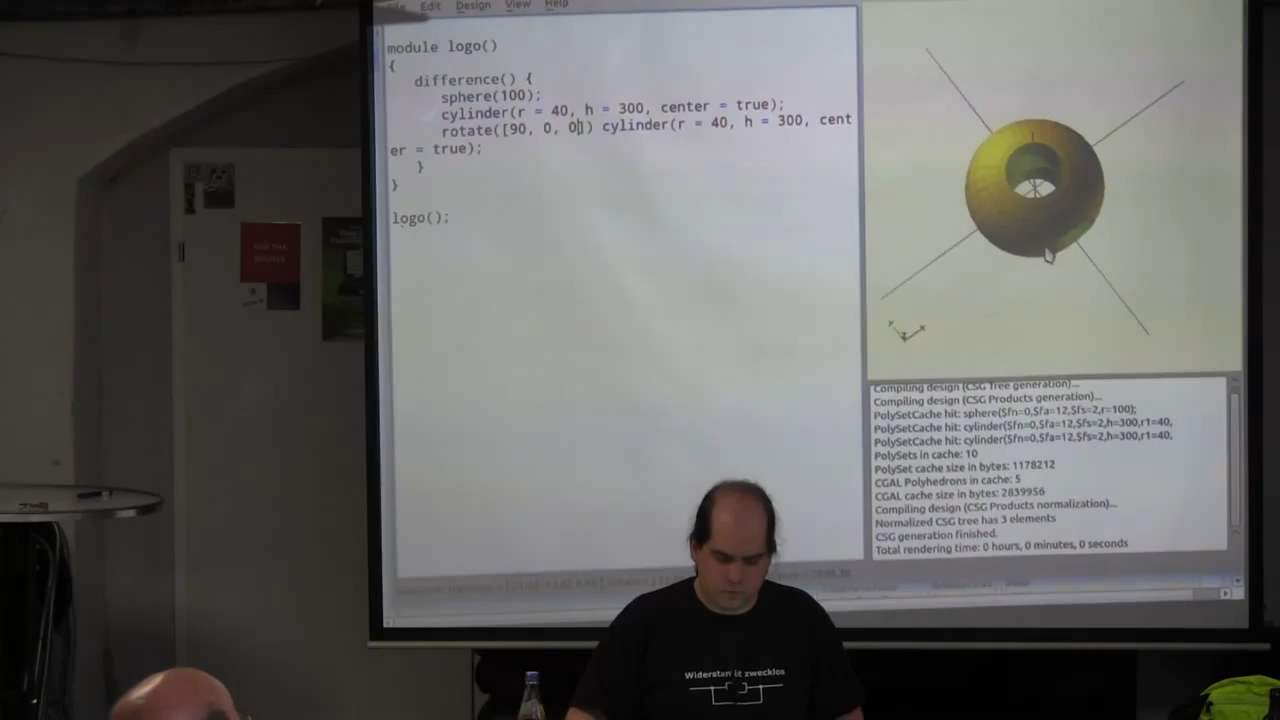 File Edit Design View Help
module logo()
{
difference() {
sphere(100);
cylinder(r = 40, h = 300, center = true);
rotate([90, 0, 0]) cylinder(r = 40, h = 300, cent
er = true);
}
}
logo();
Y
X
Z
Compiling design (CSG Tree generation)...
Compiling design (CSG Products generation)...
PolySetCache hit: sphere($fn=0,$fa=12,$fs=2,r=100);
PolySetCache hit: cylinder($fn=0,$fa=12,$fs=2,h=300,r1=40,
PolySetCache hit: cylinder($fn=0,$fa=12,$fs=2,h=300,r1=40,
PolySets in cache: 10
PolySet cache size in bytes: 1178212
CGAL Polyhedrons in cache: 5
CGAL cache size in bytes: 2839956
Compiling design (CSG Products normalization)...
Normalized CSG tree has 3 elements
CSG generation finished.
Total rendering time: 0 hours, 0 minutes, 0 seconds
USE THE
zwecklos